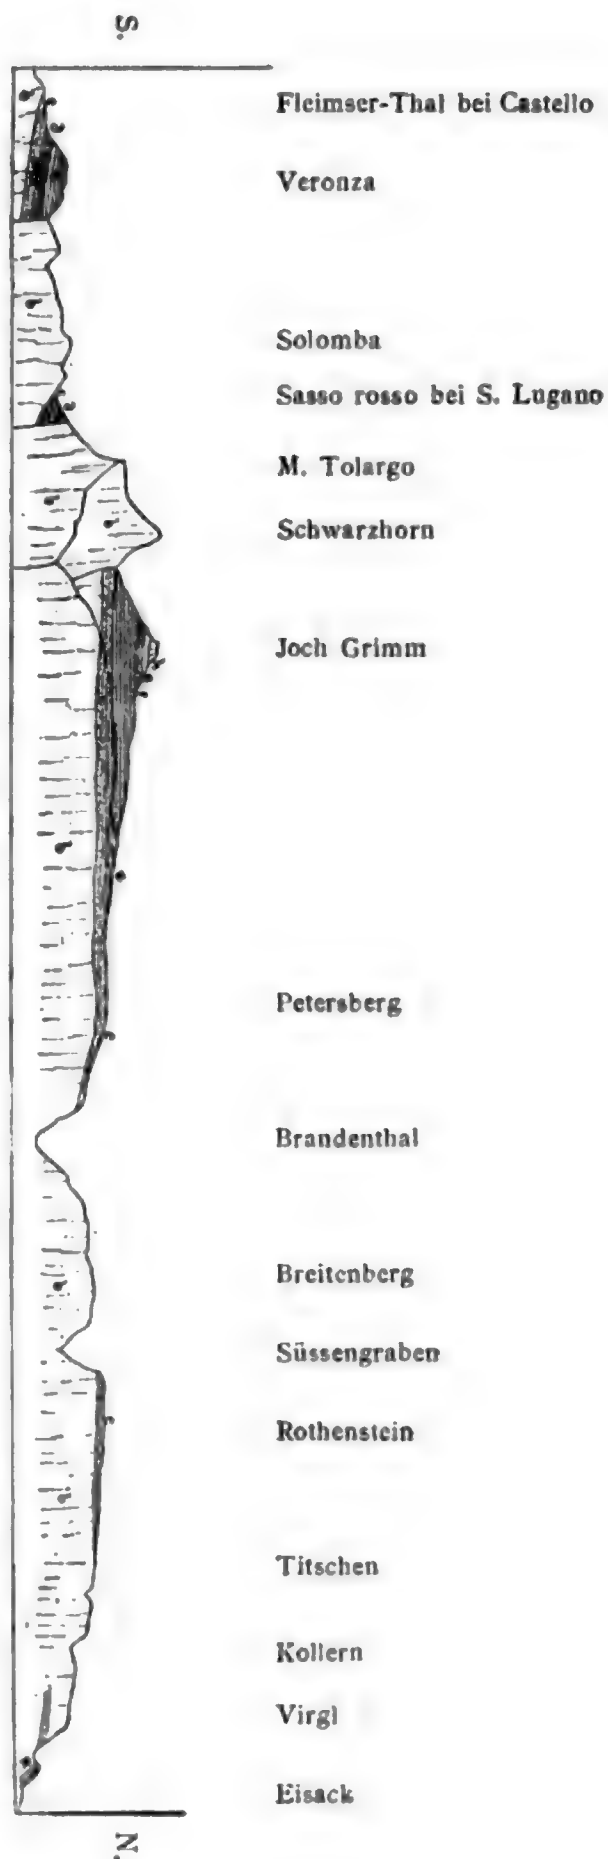 S.
Fleimser-Thal bei Castello
Veronza
Solomba
Sasso rosso bei S. Lugano
M. Tolargo
Schwarzhorn
Joch Grimm
Petersberg
Brandenthal
Breitenberg
Süssengraben
Rothenstein
Titschen
Kollern
Virgl
Eisack
N.